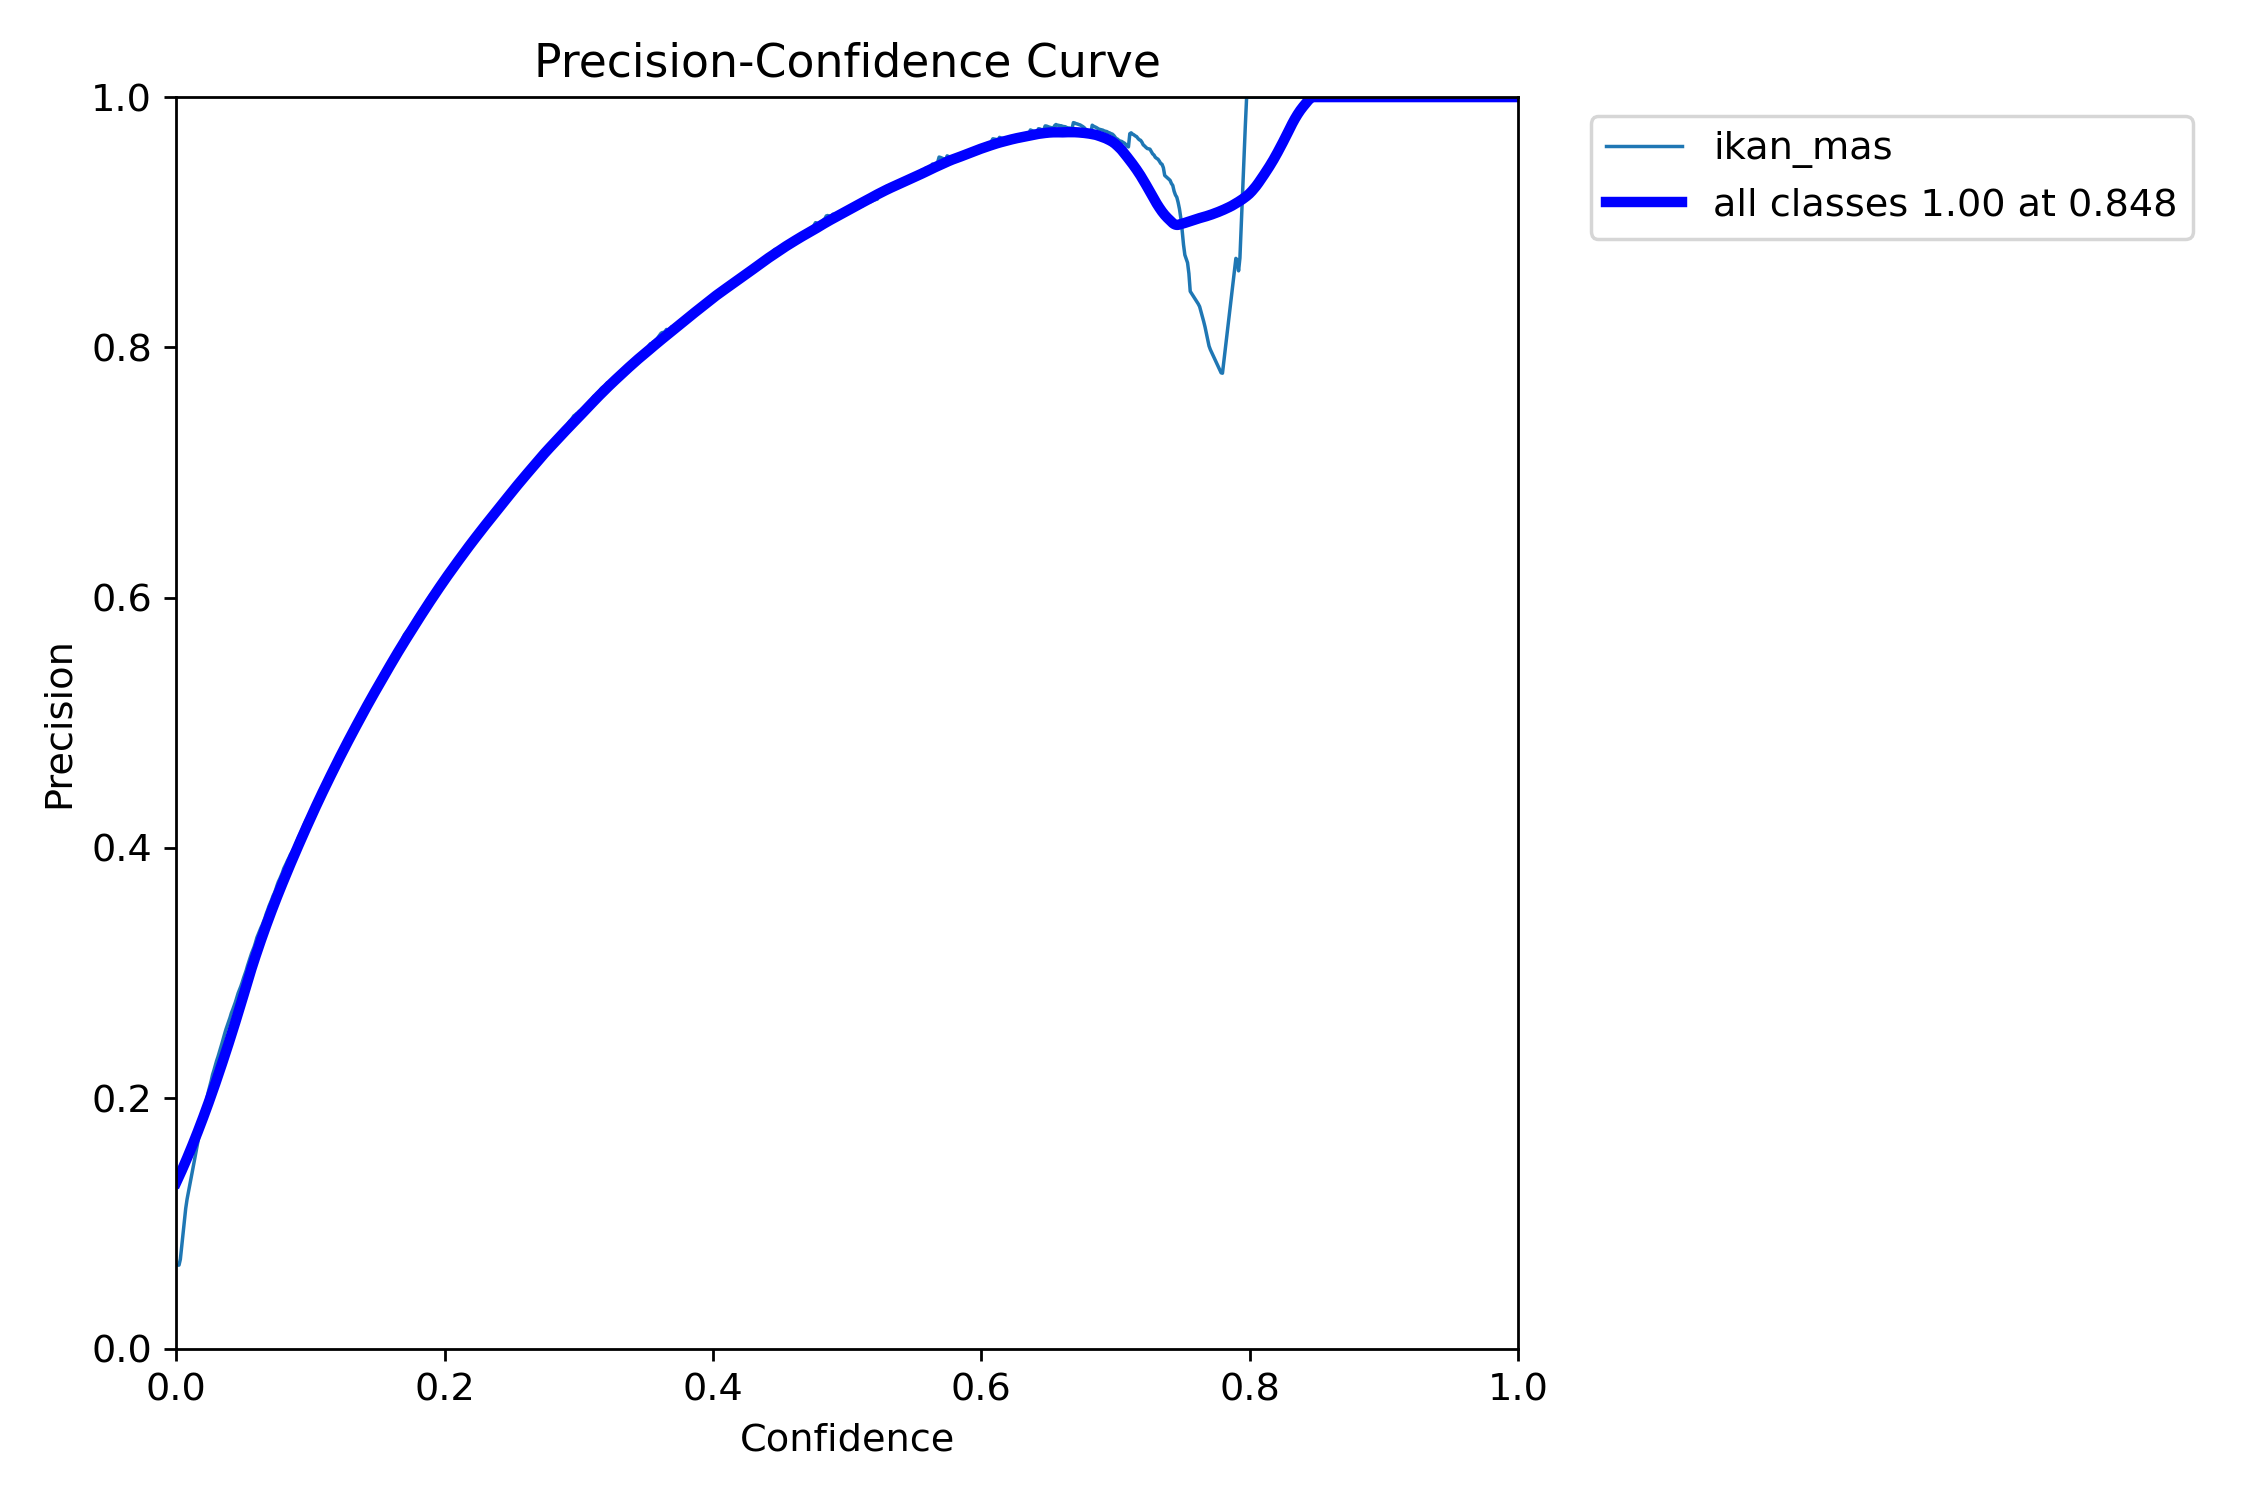 Precision-Confidence Curve
1.0
0.8
0.6
0.4
0.2
0.0
Precision
0.0 0.2 0.4 0.6 0.8 1.0
Confidence
ikan_mas
all classes 1.00 at 0.848